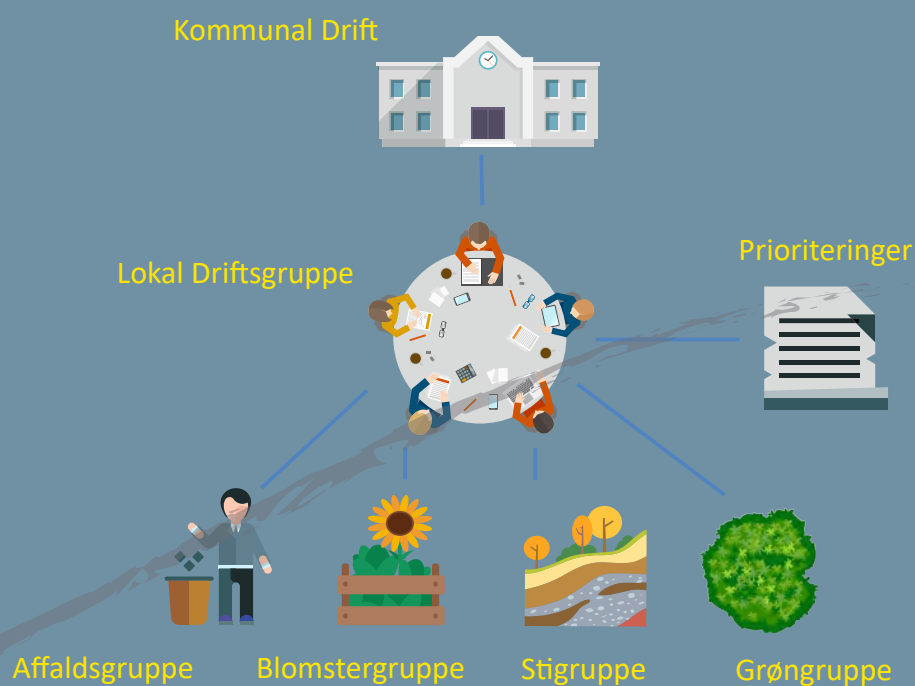 Kommunal Drift
Lokal Driftsgruppe
Prioriteringer
Affaldsgruppe
Blomstergruppe
Stigruppe
Grøngruppe